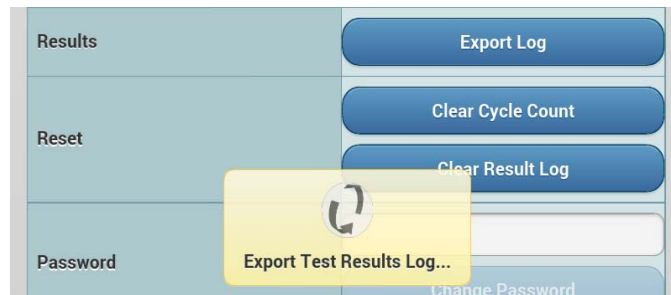 Results
Export Log
Clear Cycle Count
Reset
Clear Result Log
Export Test Results Log...
Password
Change Password